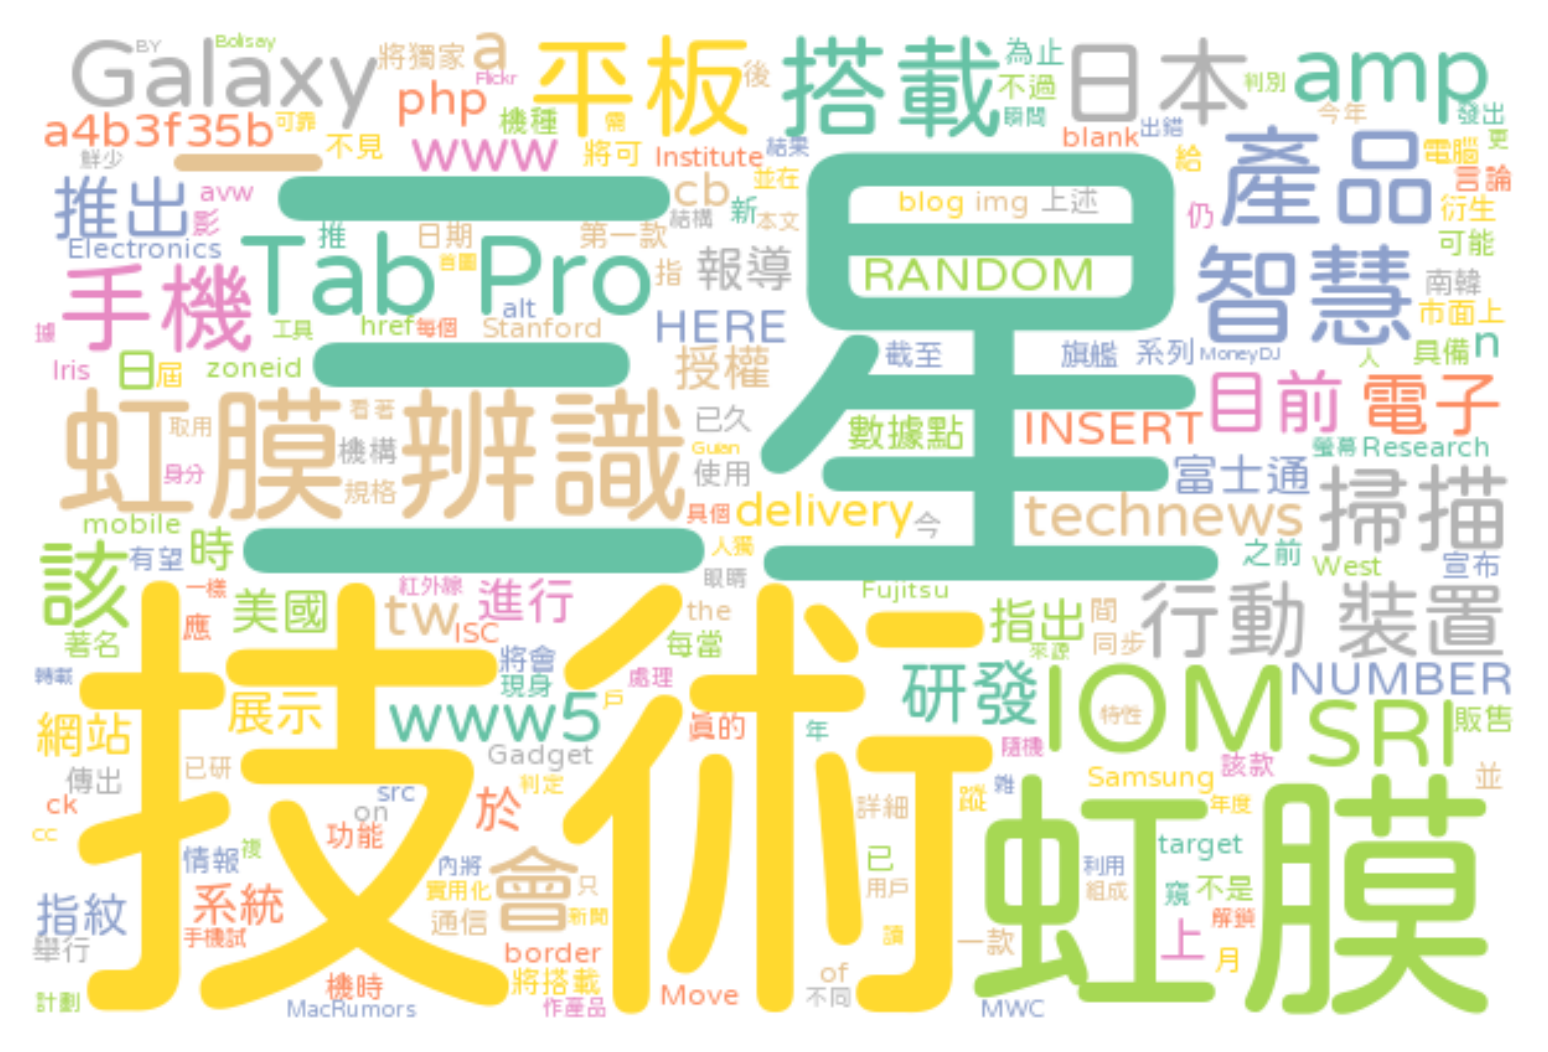 Galaxy
BY
Bolisay
將獨家
a
Flickr
php
平板
後
搭載
為止
不過
瞬間
日本
判別
amp
今年
發出
a4b3f35b
可靠
不見
機種
需
www
將可
Institute
結果
blank
出錯
給
產品
電腦
更
言論
鮮少
一
推出
avw
影
三星
cb
並在
新
本文
結構
blog
img
上述
仍
衍生
可能
Electronics
Tab Pro
推
日期
首圖
第一款
指
報導
RANDOM
智慧
南韓
市面上
手機
據
工具
alt
href
每個
Stanford
HERE
截至
旗艦
系列
MoneyDJ
人
具備
n
Iris
日
屆
zoneid
授權
目前
電子
虹膜辨識
取用
看著
機構
規格
身分
已久
Guian
使用
數據點
INSERT
螢幕
Research
富士通
掃描
具個
delivery
今
technews
mobile
該
有望
時
人獨
眼睛
之前
West
宣布
一樣
紅外線
美國
tw
ISC
進行
the
每當
Fujitsu
指出
間
同步
來源
行動
裝置
應
著名
轉載
技術
將會
現身
處理
戶
研發
IOM
特性
NUMBER
SRI
販售
網站
展示
www5
真的
年
隨機
該款
並
傳出
已研
Gadget
判定
Samsung
年度
ck
cc
src
on
功能
於
詳細
蹤
雜
虹膜
target
情報
複
內將
實用化
會
只
新聞
通信
已
用戶
利用
組成
窺
不是
解鎖
指紋
系統
手機試
舉行
border
將搭載
讀
一款
上
月
計劃
機時
MacRumors
作產品
Move
of
不同
MWC